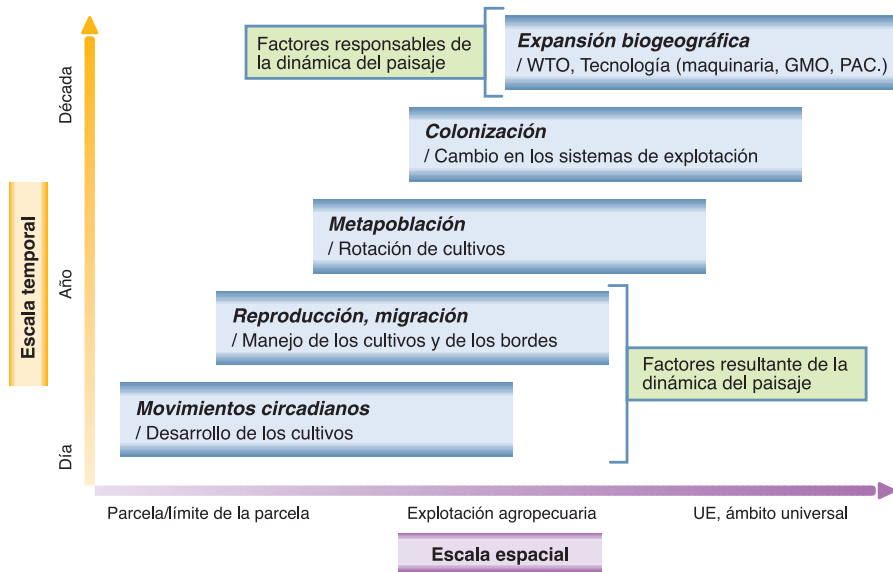 Factores responsables de
la dinámica del paisaje
Expansión biogeográfica
/ WTO, Tecnología (maquinaria, GMO, PAC.)
Colonización
/ Cambio en los sistemas de explotación
Metapoblación
/ Rotación de cultivos
Reproducción, migración
/ Manejo de los cultivos y de los bordes
Factores resultante de la
dinámica del paisaje
Movimientos circadianos
/ Desarrollo de los cultivos
Escala temporal
Década
Año
Día
Parcela/límite de la parcela
Explotación agropecuaria
UE, ámbito universal
Escala espacial